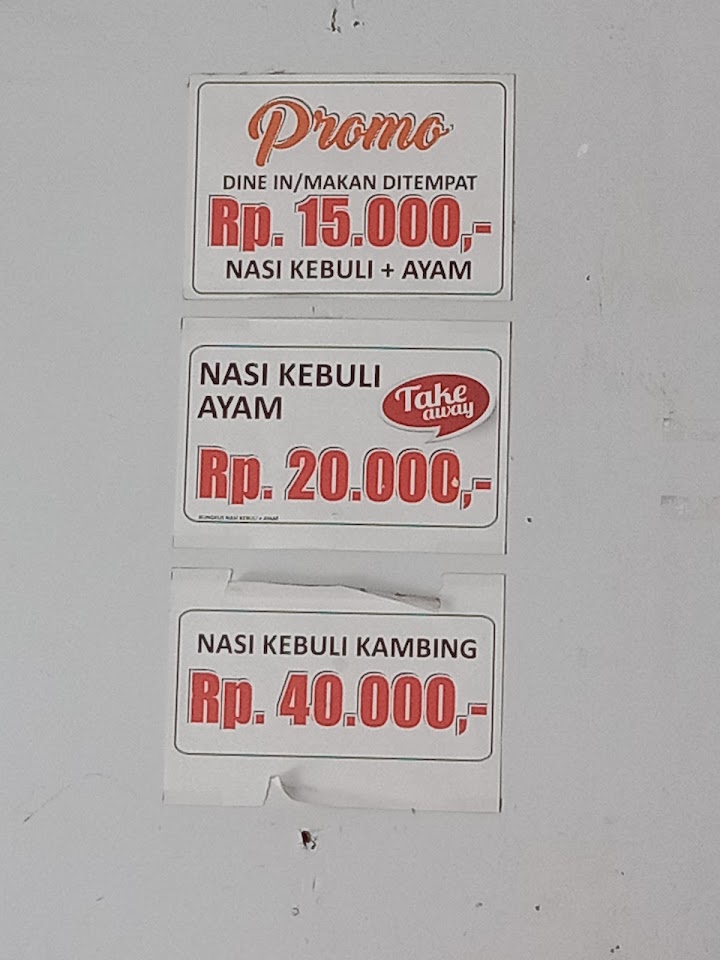 Promo
DINE IN/MAKAN DITEMPAT
Rp. 15.000,-
NASI KEBULI + AYAM
NASI KEBULI
AYAM
Take
away
Rp. 20.000,-
NASI KEBULI KAMBING
Rp. 40.000,-